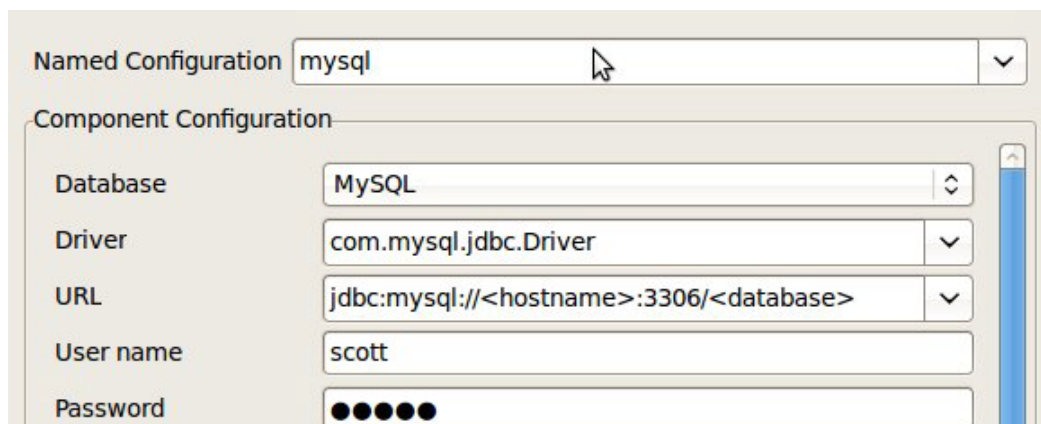 Named Configuration mysql
Component Configuration
Database MySQL
Driver com.mysql.jdbc.Driver
URL jdbc:mysql://<hostname>:3306/<database>
User name scott
Password ●●●●●